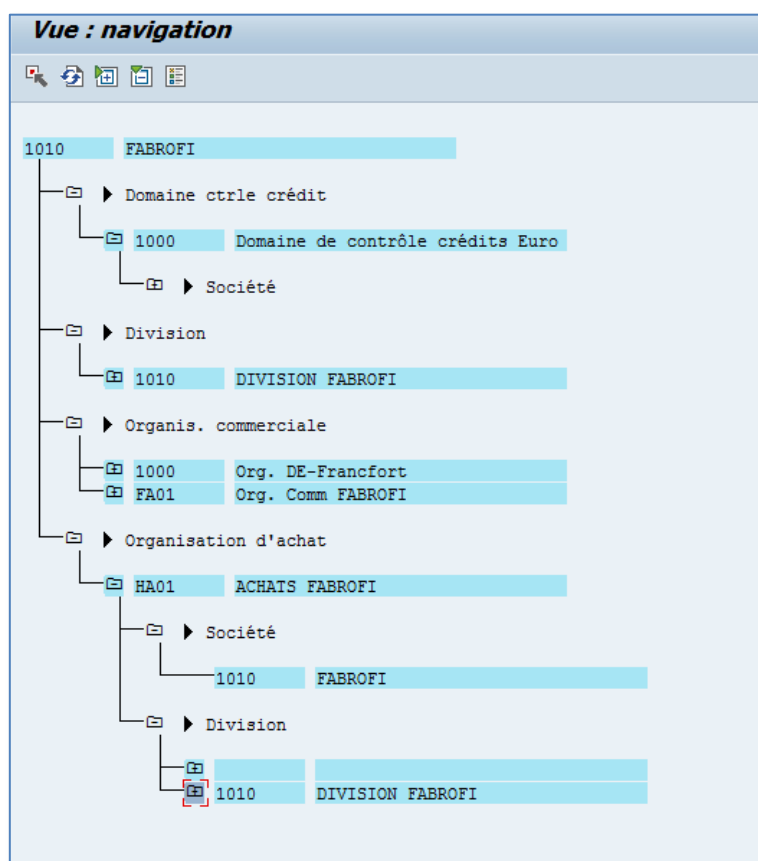 Vue : navigation
1010 FABROFI
Domaine ctrle crédit
1000 Domaine de contrôle crédits Euro
Société
Division
1010 DIVISION FABROFI
Organis. commerciale
1000 Org. DE-Francfort
FA01 Org. Comm FABROFI
Organisation d'achat
HA01 ACHATS FABROFI
Société
1010 FABROFI
Division
1010 DIVISION FABROFI